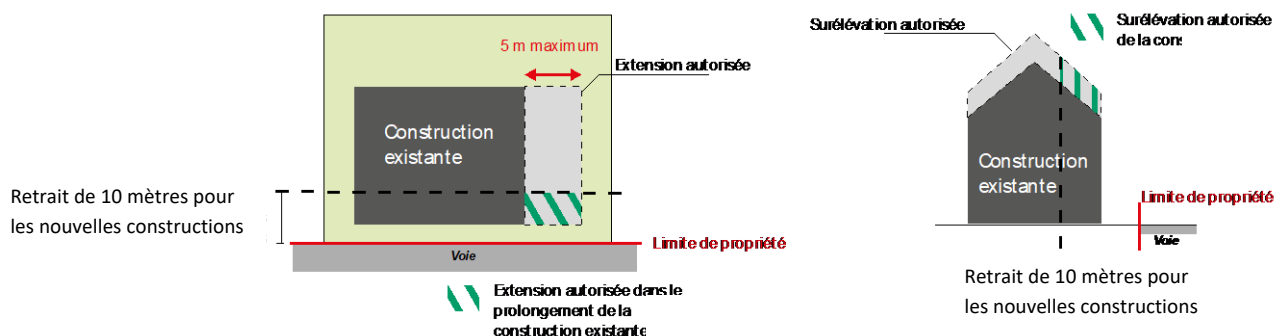 5 m maximum
Extension autorisée
Construction
existante
Retrait de 10 mètres pour
les nouvelles constructions
Limite de propriété
Voie
Extension autorisée dans le
prolongement de la
construction existante
Surélévation autorisée
Surélévation autorisée
de la cons
Construction
existante
Limite de propriété
Voie
Retrait de 10 mètres pour
les nouvelles constructions